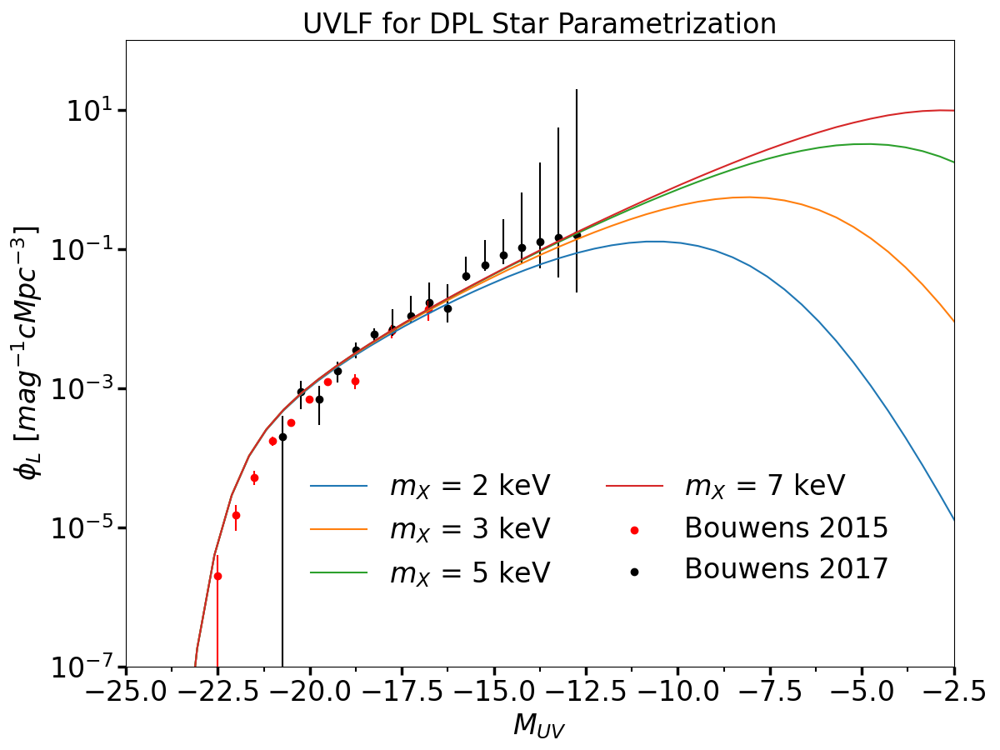 UVLF for DPL Star Parametrization
10¹
10⁻¹
10⁻³
10⁻⁵
10⁻⁷
ϕ_L [mag⁻¹cMpc⁻³]
m_X = 2 keV
m_X = 3 keV
m_X = 5 keV
m_X = 7 keV
Bouwens 2015
Bouwens 2017
−25.0 −22.5 −20.0 −17.5 −15.0 −12.5 −10.0 −7.5 −5.0 −2.5
M_UV